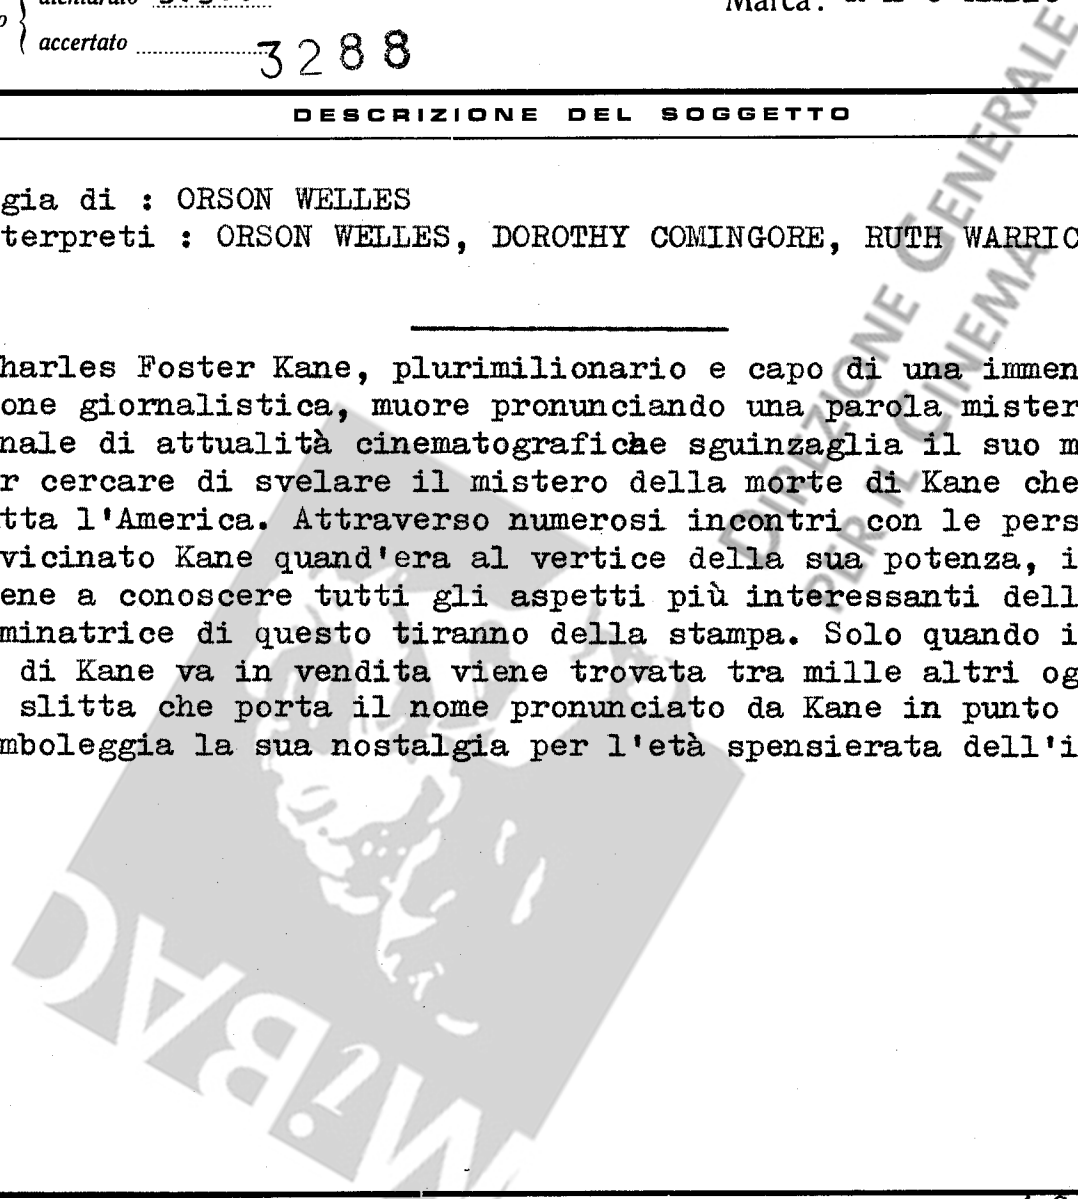 accertato 3288
Marca:
DESCRIZIONE DEL SOGGETTO
gia di : ORSON WELLES
terpreti : ORSON WELLES, DOROTHY COMINGORE, RUTH WARRIC
harles Foster Kane, plurimilionario e capo di una immen
one giornalistica, muore pronunciando una parola mister
nale di attualità cinematografiche sguinzaglia il suo m
r cercare di svelare il mistero della morte di Kane che
tta l'America. Attraverso numerosi incontri con le pers
vicinato Kane quand'era al vertice della sua potenza, i
ene a conoscere tutti gli aspetti più interessanti dell
minatrice di questo tiranno della stampa. Solo quando i
di Kane va in vendita viene trovata tra mille altri og
slitta che porta il nome pronunciato da Kane in punto
mboleggia la sua nostalgia per l'età spensierata dell'i
DIREZIONE GENERALE
PER IL CINEMA
MiBAC